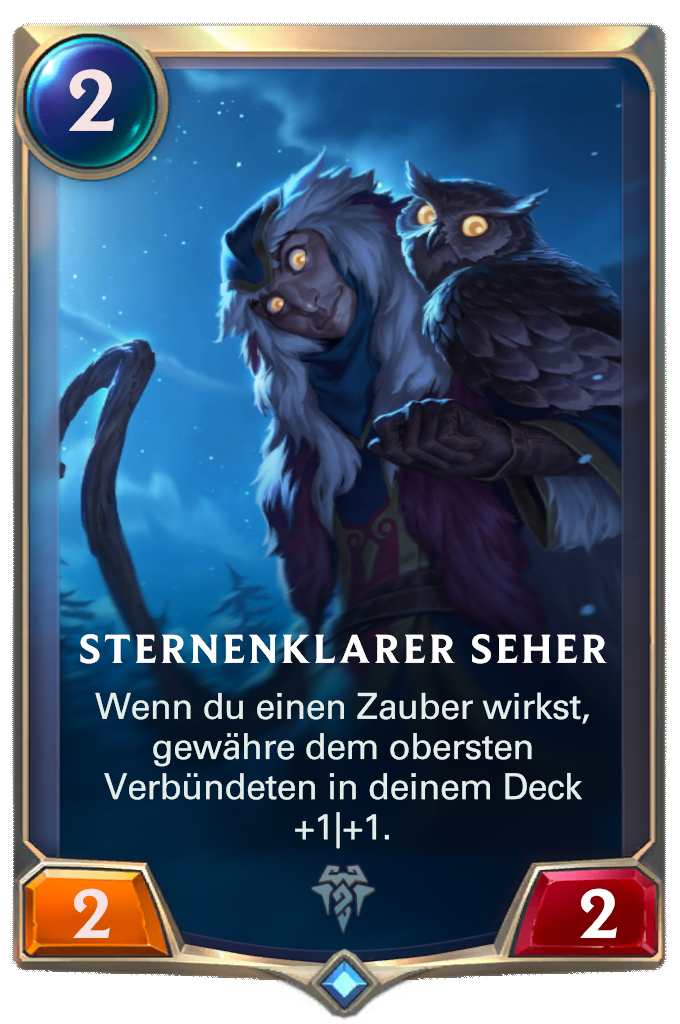 2
STERNENKLARER SEHER
Wenn du einen Zauber wirkst,
gewähre dem obersten
Verbündeten in deinem Deck
+1|+1.
2
2